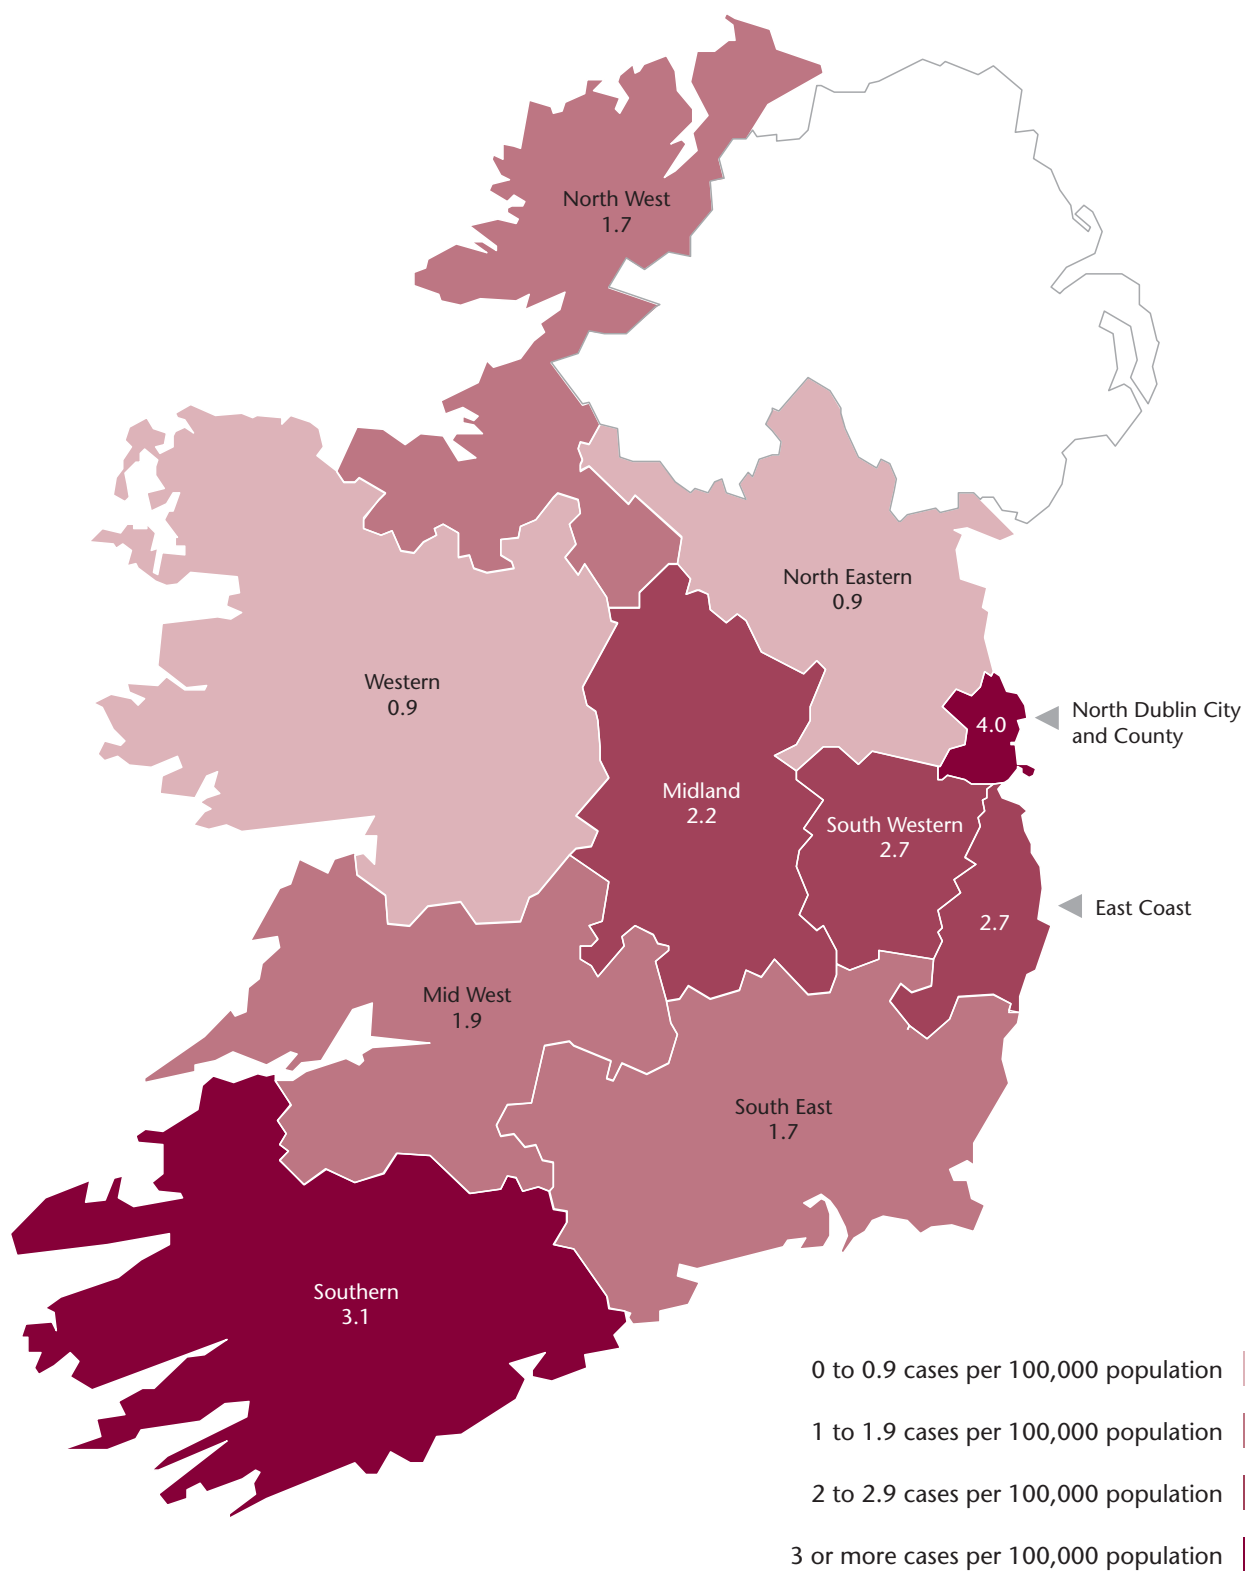 North West
1.7
North Eastern
0.9
Western
0.9
4.0
North Dublin City
and County
Midland
2.2
South Western
2.7
2.7
East Coast
Mid West
1.9
South East
1.7
Southern
3.1
0 to 0.9 cases per 100,000 population
1 to 1.9 cases per 100,000 population
2 to 2.9 cases per 100,000 population
3 or more cases per 100,000 population